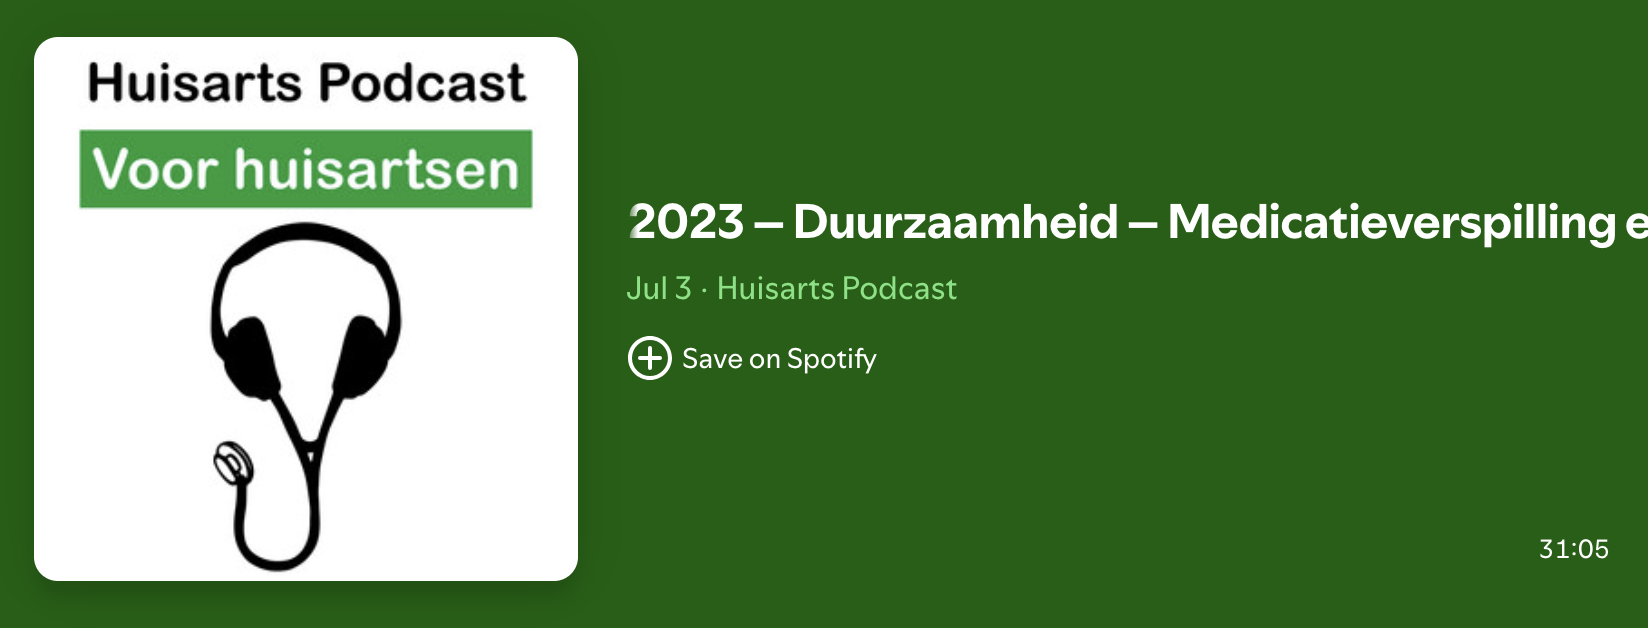 Huisarts Podcast
Voor huisartsen
2023 – Duurzaamheid – Medicatieverspilling e
Jul 3 · Huisarts Podcast
Save on Spotify
31:05